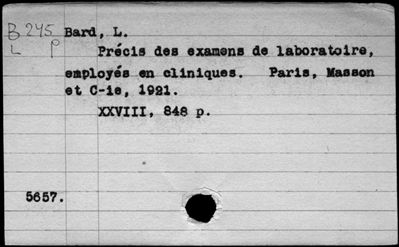 B 245 Bard, L.
L P Précis des examens de laboratoire,
employés en cliniques. Paris, Masson
et C-ie, 1921.
XXVIII, 848 p.
5657.